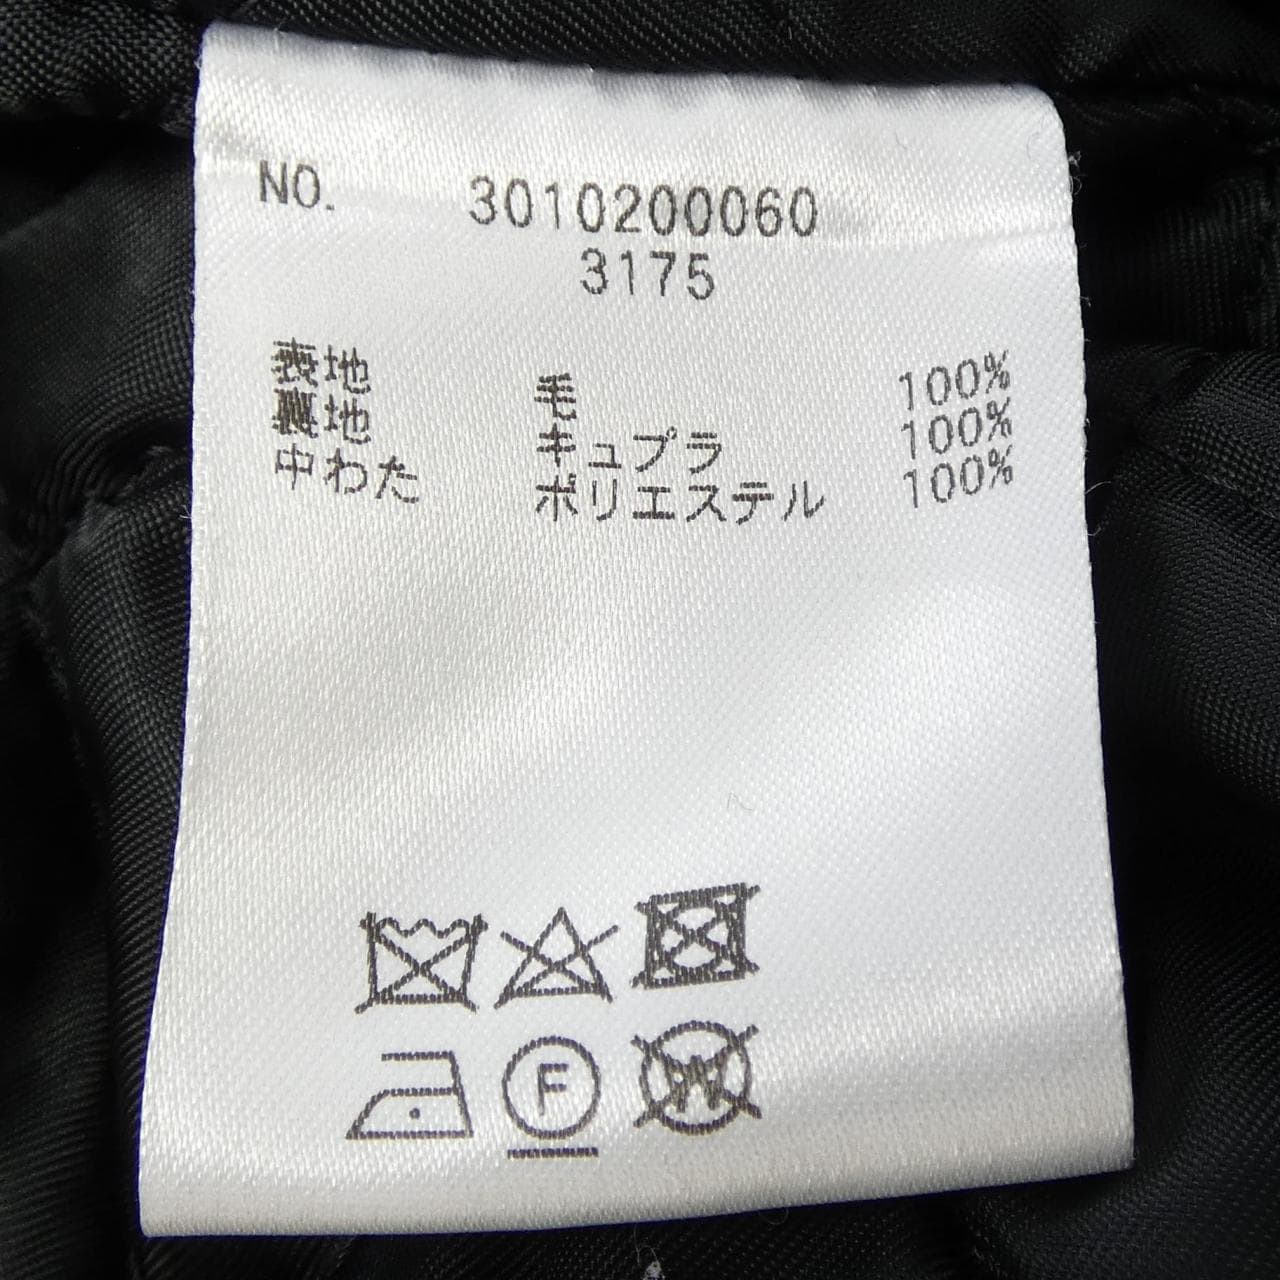 NO. 3010200060
3175
表地 毛 100%
裏地 キュプラ 100%
中わた ポリエステル 100%
F
W